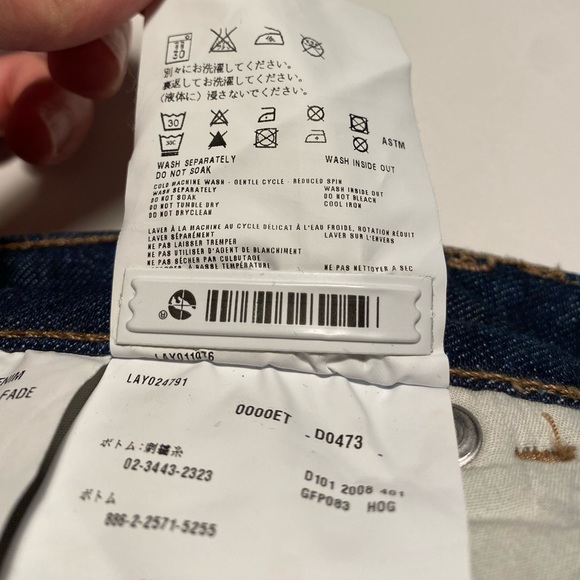 30
別々にお洗濯してください。
裏返してお洗濯してください。
(液体に)浸さないでください。
30
ASTM
WASH SEPARATELY
WASH INSIDE OUT
DO NOT SOAK
COLD MACHINE WASH - GENTLE CYCLE - REDUCED SPIN
WASH SEPARATELY
WASH INSIDE OUT
DO NOT SOAK
DO NOT BLEACH
DO NOT TUMBLE DRY
COOL IRON
DO NOT DRYCLEAN
LAVER À LA MACHINE AU CYCLE DÉLICAT À L'EAU FROIDE, ROTATION RÉDUIT
LAVER SÉPARÉMENT
LAVER SUR L'ENVERS
NE PAS LAISSER TREMPER
NE PAS UTILISER D'AGENT DE BLANCHIMENT
NE PAS SÉCHER PAR CULBUTAGE
REPASSER À BASSE TEMPÉRATURE
NE PAS NETTOYER A SEC
LAY011076
LAY024791
FADE
0000ET
D0473
ボトム:刺繍糸
02-3443-2323
D101 2008 401
GFP083 HOG
ボトム
886-2-2571-5255